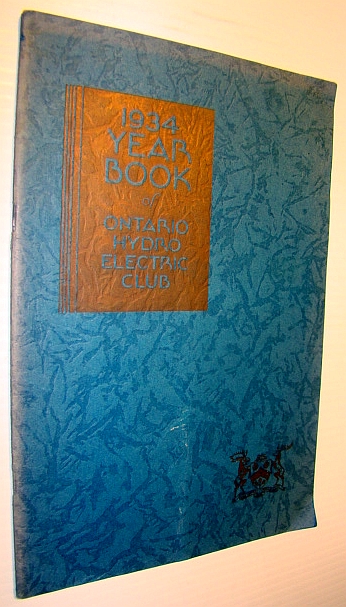 1934
YEAR
BOOK
OF
ONTARIO
HYDRO
ELECTRIC
CLUB